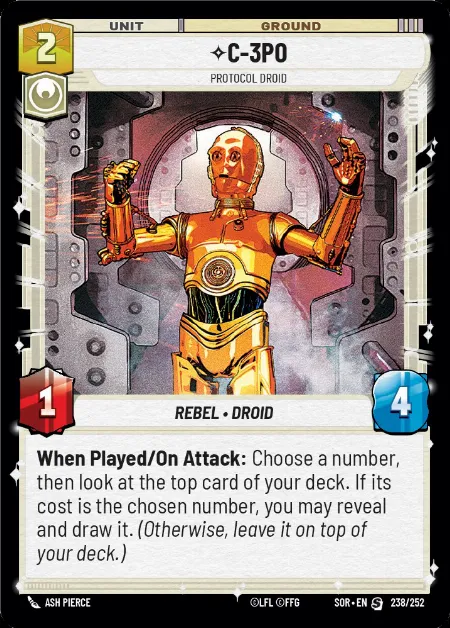 2
UNIT
GROUND
✧C-3PO
PROTOCOL DROID
1
REBEL • DROID
4
When Played/On Attack: Choose a number,
then look at the top card of your deck. If its
cost is the chosen number, you may reveal
and draw it. (Otherwise, leave it on top of
your deck.)
ASH PIERCE
©LFL ©FFG
SOR • EN S 238/252